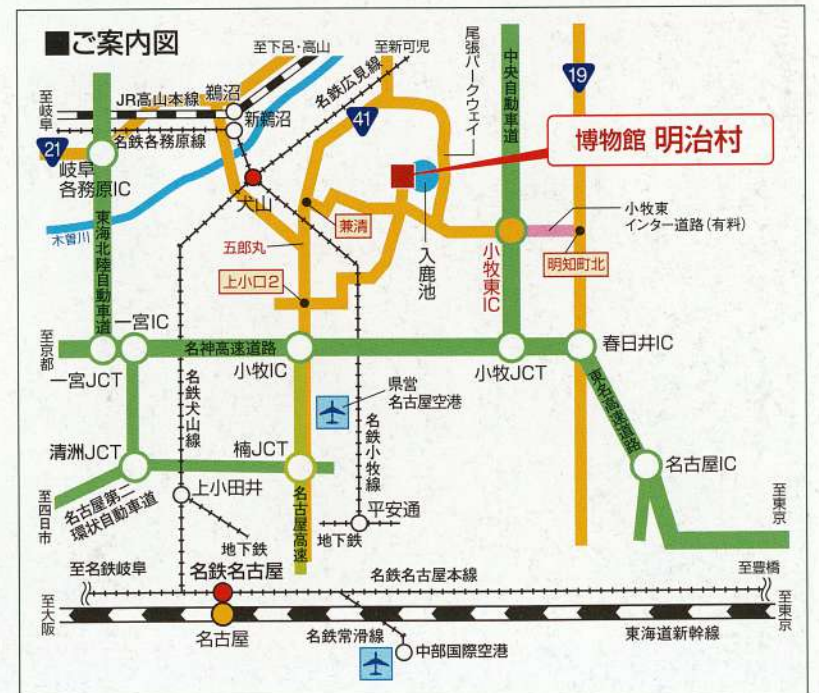 ■ご案内図
至下呂・高山
至新可児
尾張パークウェイ
中央自動車道
19
至岐阜
JR高山本線
鵜沼
新鵜沼
名鉄広見線
41
名鉄各務原線
21
岐阜
各務原IC
博物館 明治村
犬山
木曽川
東海北陸自動車道
兼清
五郎丸
入鹿池
小牧東IC
小牧東
インター道路(有料)
明知町北
上小口2
至京都
一宮IC
名神高速道路
一宮JCT
小牧IC
小牧JCT
春日井IC
名鉄犬山線
県営
名古屋空港
名鉄小牧線
東名高速道路
清洲JCT
楠JCT
名古屋IC
至四日市
名古屋第二
環状自動車道
上小田井
地下鉄
名古屋高速
平安通
地下鉄
至東京
至名鉄岐阜
名鉄名古屋
名鉄名古屋本線
至豊橋
至大阪
名古屋
名鉄常滑線
中部国際空港
東海道新幹線
至東京